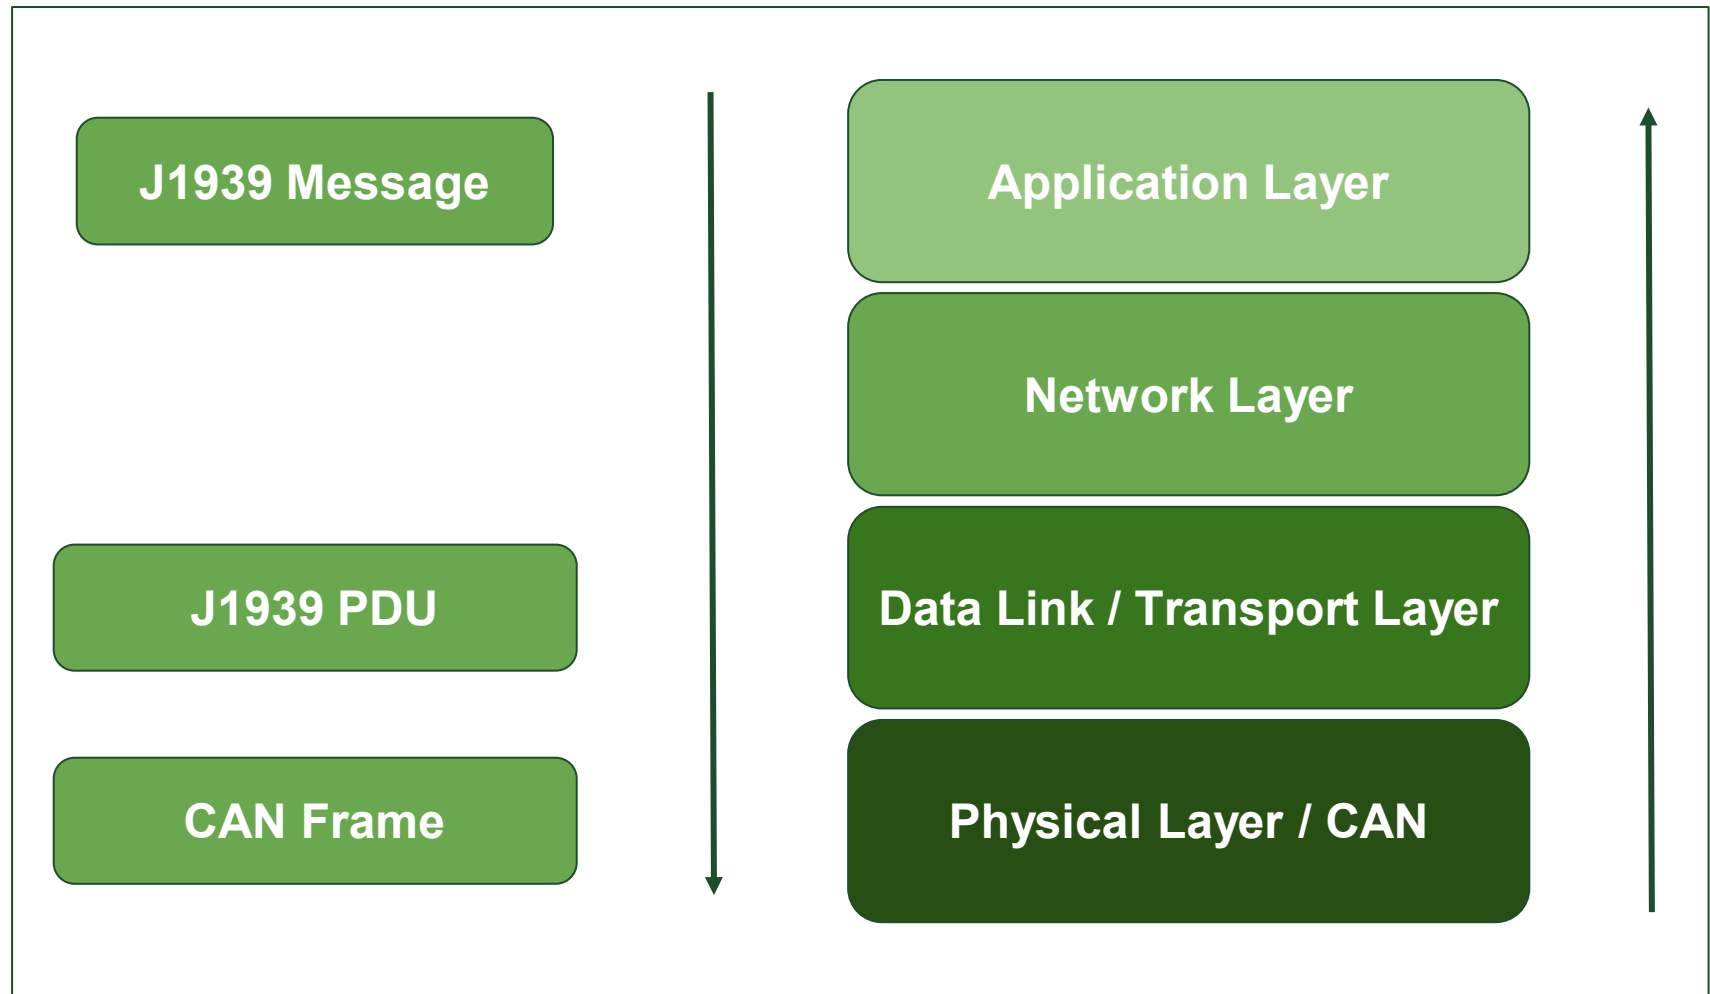 J1939 Message
Application Layer
Network Layer
J1939 PDU
Data Link / Transport Layer
CAN Frame
Physical Layer / CAN